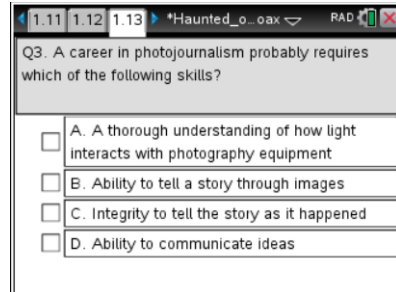 1.11 1.12 1.13 *Haunted_o...oax RAD
Q3. A career in photojournalism probably requires
which of the following skills?
A. A thorough understanding of how light
interacts with photography equipment
B. Ability to tell a story through images
C. Integrity to tell the story as it happened
D. Ability to communicate ideas